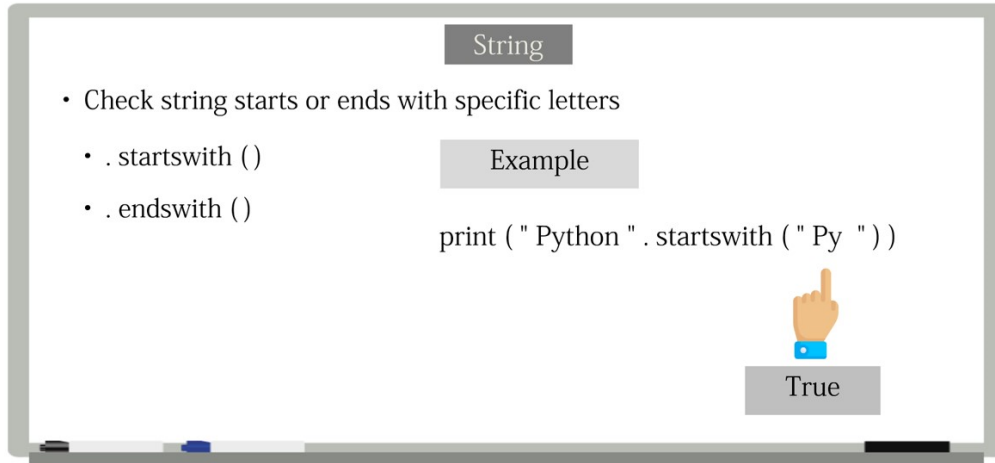 String
• Check string starts or ends with specific letters
• . startswith ( )
• . endswith ( )
Example
print ( " Python " . startswith ( " Py  " ) )
True